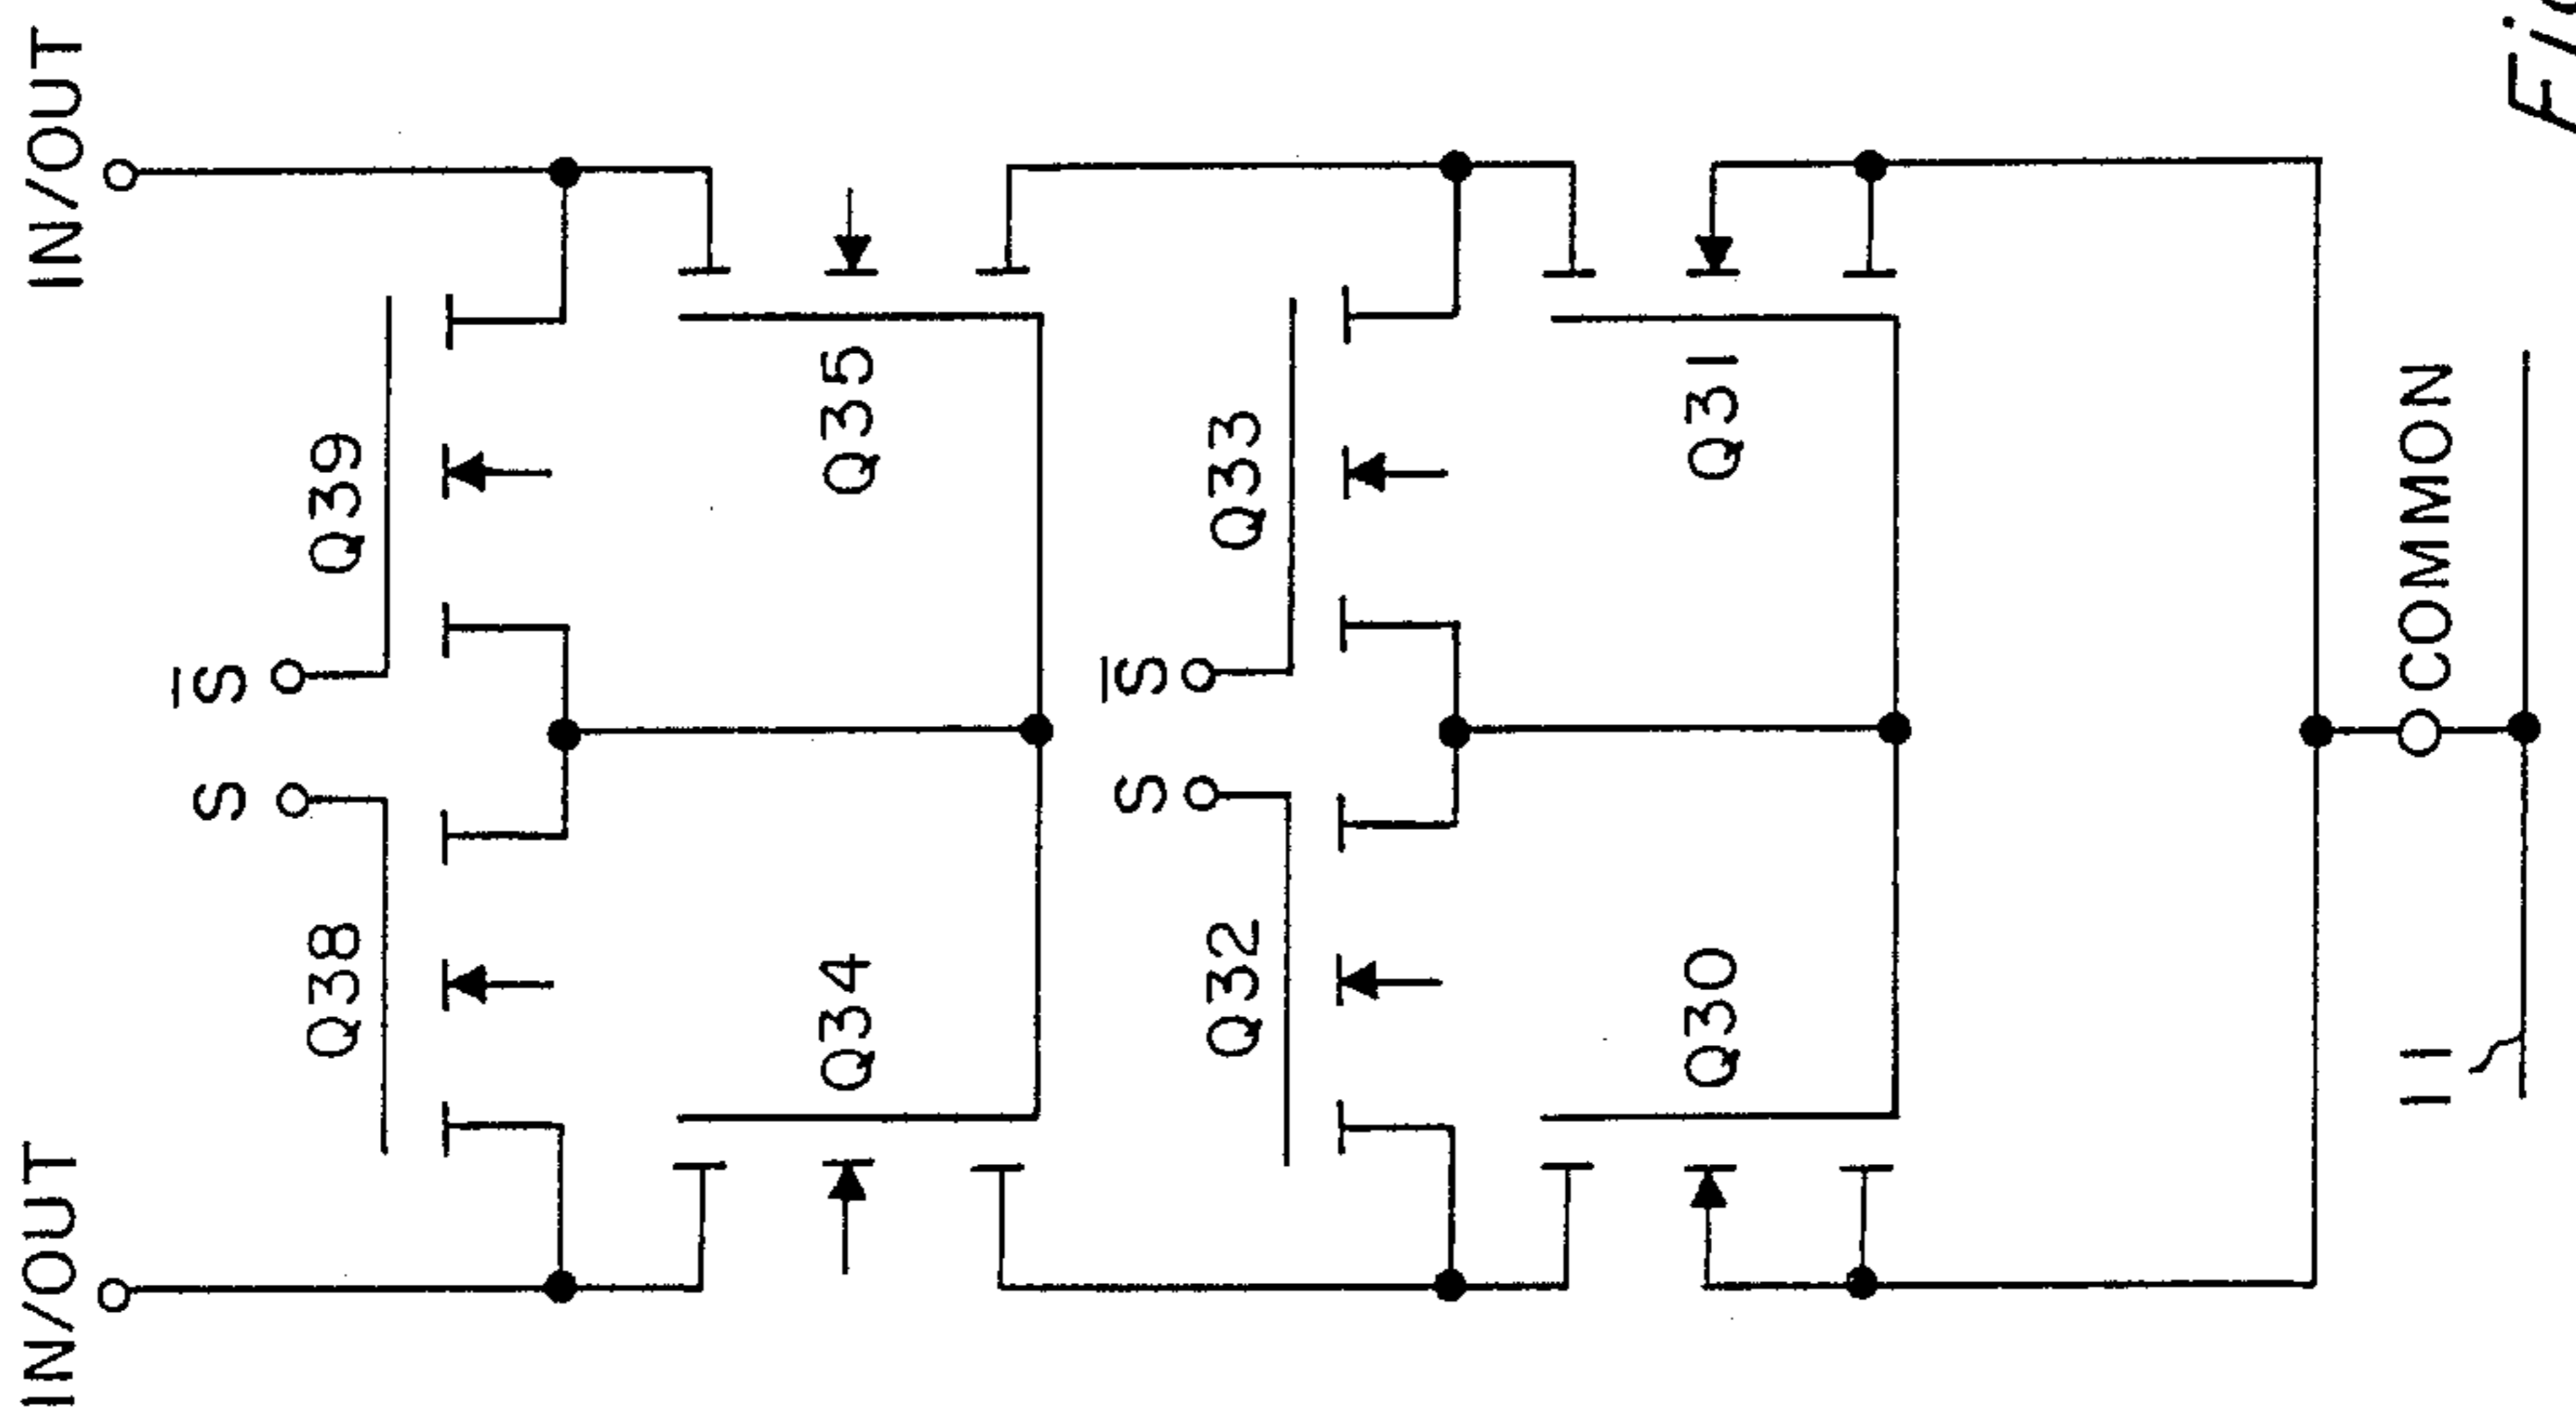 IN/OUT
IN/OUT
S
S̅
Q38
Q39
Q34
Q35
S
S̅
Q32
Q33
Q30
Q31
11
COMMON